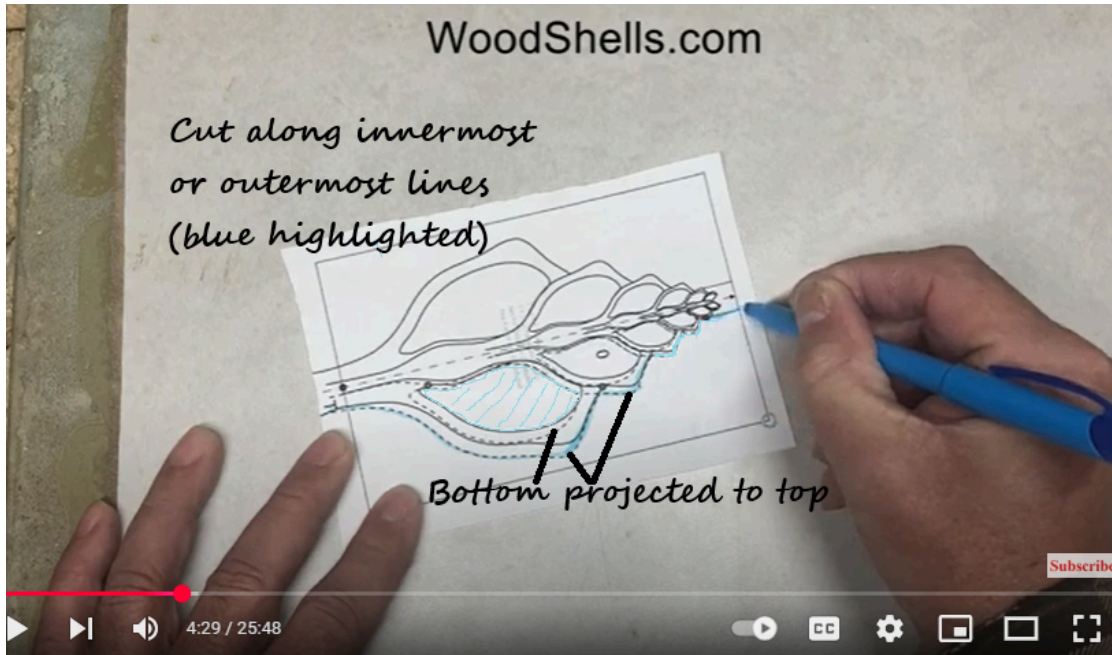 WoodShells.com
Cut along innermost
or outermost lines
(blue highlighted)
Bottom projected to top
Subscribe
4:29 / 25:48
CC